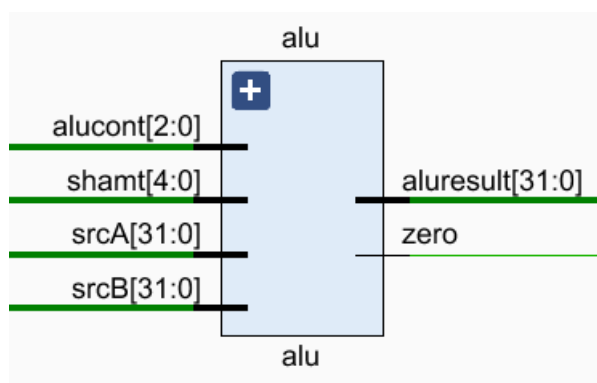 alu
alucont[2:0]
shamt[4:0]
aluresult[31:0]
srcA[31:0]
zero
srcB[31:0]
alu